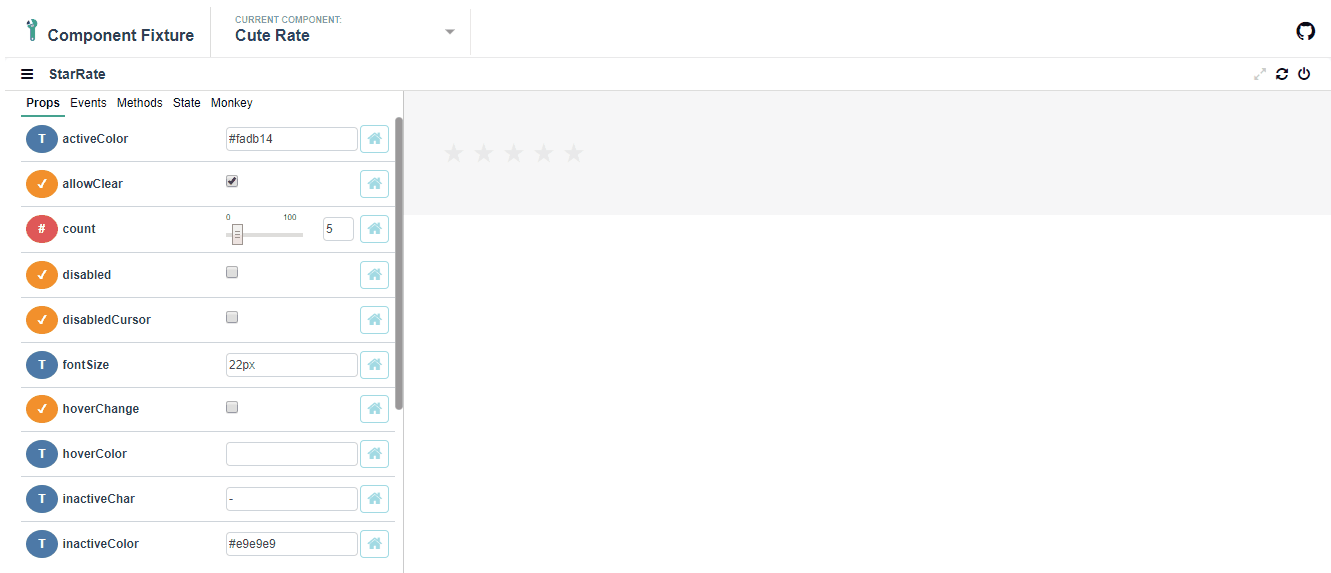 CURRENT COMPONENT:
Component Fixture
Cute Rate
StarRate
Props Events Methods State Monkey
T activeColor #fadb14
allowClear
0 100
# count 5
disabled
disabledCursor
T fontSize 22px
hoverChange
T hoverColor
T inactiveChar -
T inactiveColor #e9e9e9